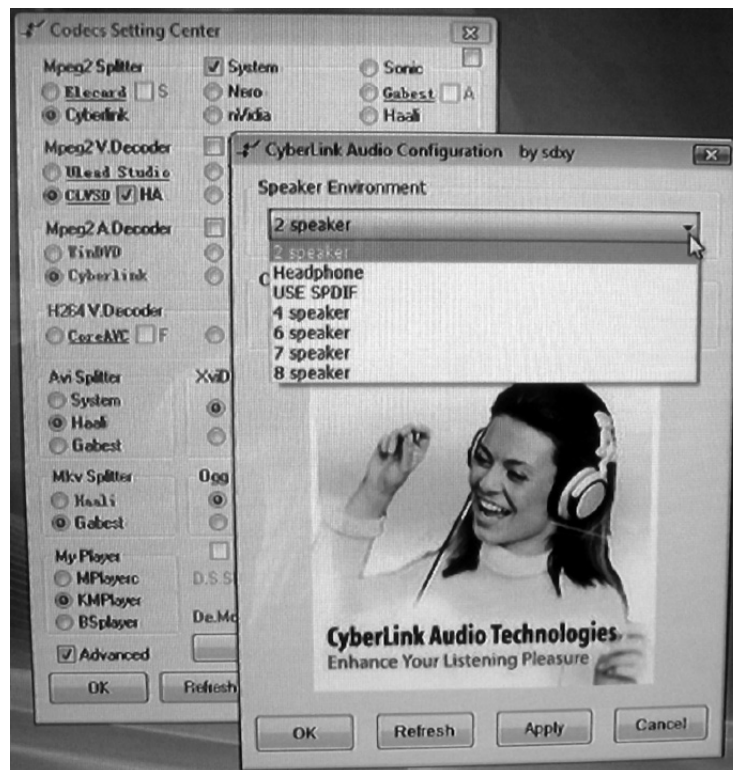 Codecs Setting Center
Mpeg2 Splitter
System
Sonic
Elecard
S
Nero
Gabest
A
Cyberlink
nVidia
Haali
Mpeg2 V.Decoder
Ulead Studio
CLVSD
HA
Mpeg2 A.Decoder
WinDVD
Cyberlink
H264 V.Decoder
CoreAVC
F
Avi Splitter
XviD
System
Haali
Gabest
Mkv Splitter
Ogg
Haali
Gabest
My Player
MPlayerc
KMPlayer
BSplayer
Advanced
OK
Refresh
CyberLink Audio Configuration by sdxy
Speaker Environment
2 speaker
2 speaker
Headphone
USE SPDIF
4 speaker
6 speaker
7 speaker
8 speaker
CyberLink Audio Technologies
Enhance Your Listening Pleasure
OK
Refresh
Apply
Cancel